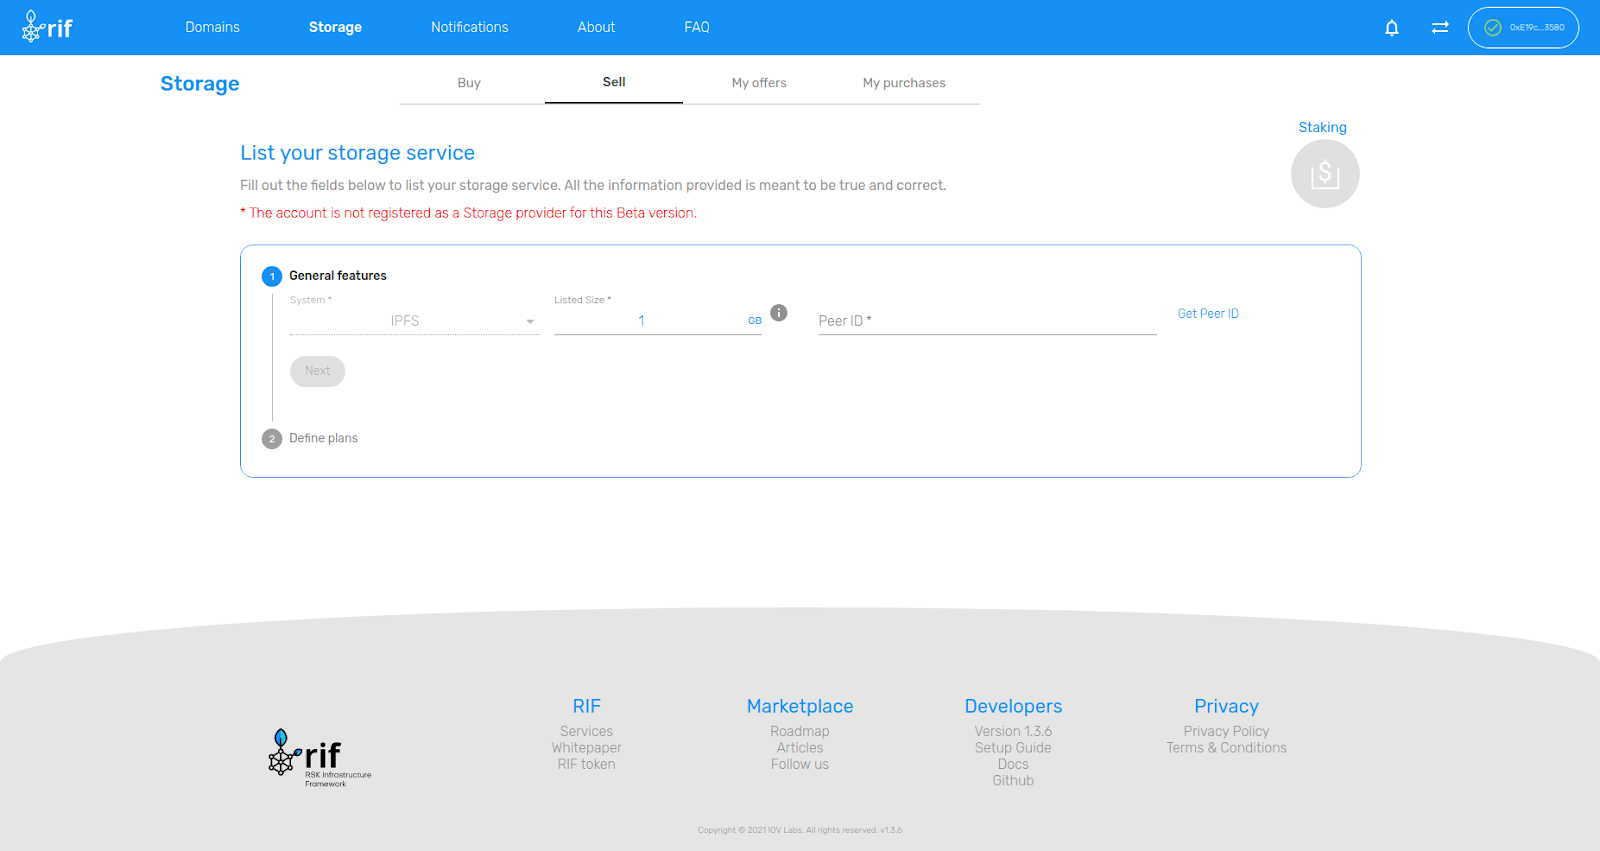 rif Domains Storage Notifications About FAQ 0xE19c...3580
Storage Buy Sell My offers My purchases
Staking
List your storage service
Fill out the fields below to list your storage service. All the information provided is meant to be true and correct.
* The account is not registered as a Storage provider for this Beta version.
1 General features
System * Listed Size *
IPFS 1 GB Peer ID * Get Peer ID
Next
2 Define plans
rif
RSK Infrastructure
Framework
RIF
Services
Whitepaper
RIF token
Marketplace
Roadmap
Articles
Follow us
Developers
Version 1.3.6
Setup Guide
Docs
Github
Privacy
Privacy Policy
Terms & Conditions
Copyright © 2021 IOV Labs. All rights reserved. v1.3.6